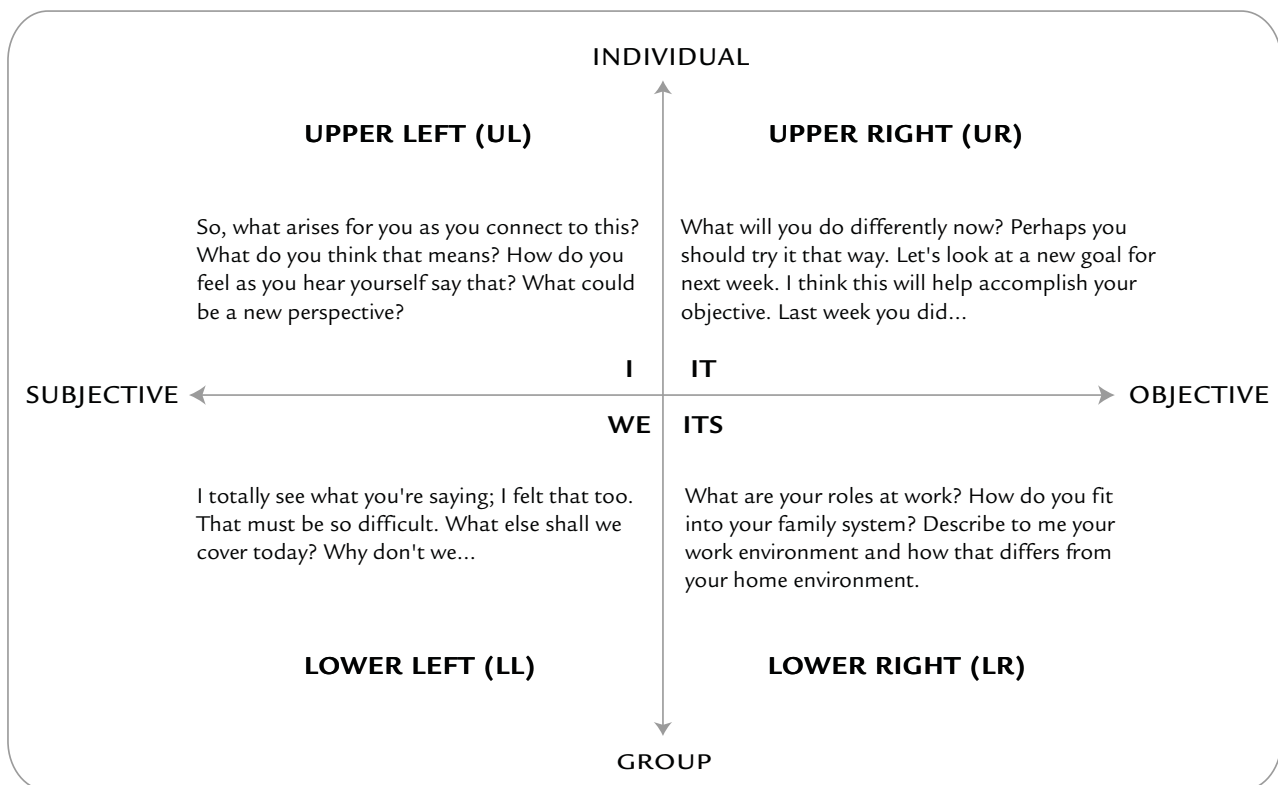 INDIVIDUAL
UPPER LEFT (UL)
UPPER RIGHT (UR)
So, what arises for you as you connect to this?
What do you think that means? How do you
feel as you hear yourself say that? What could
be a new perspective?
What will you do differently now? Perhaps you
should try it that way. Let's look at a new goal for
next week. I think this will help accomplish your
objective. Last week you did...
I
IT
SUBJECTIVE
OBJECTIVE
WE
ITS
I totally see what you're saying; I felt that too.
That must be so difficult. What else shall we
cover today? Why don't we...
What are your roles at work? How do you fit
into your family system? Describe to me your
work environment and how that differs from
your home environment.
LOWER LEFT (LL)
LOWER RIGHT (LR)
GROUP